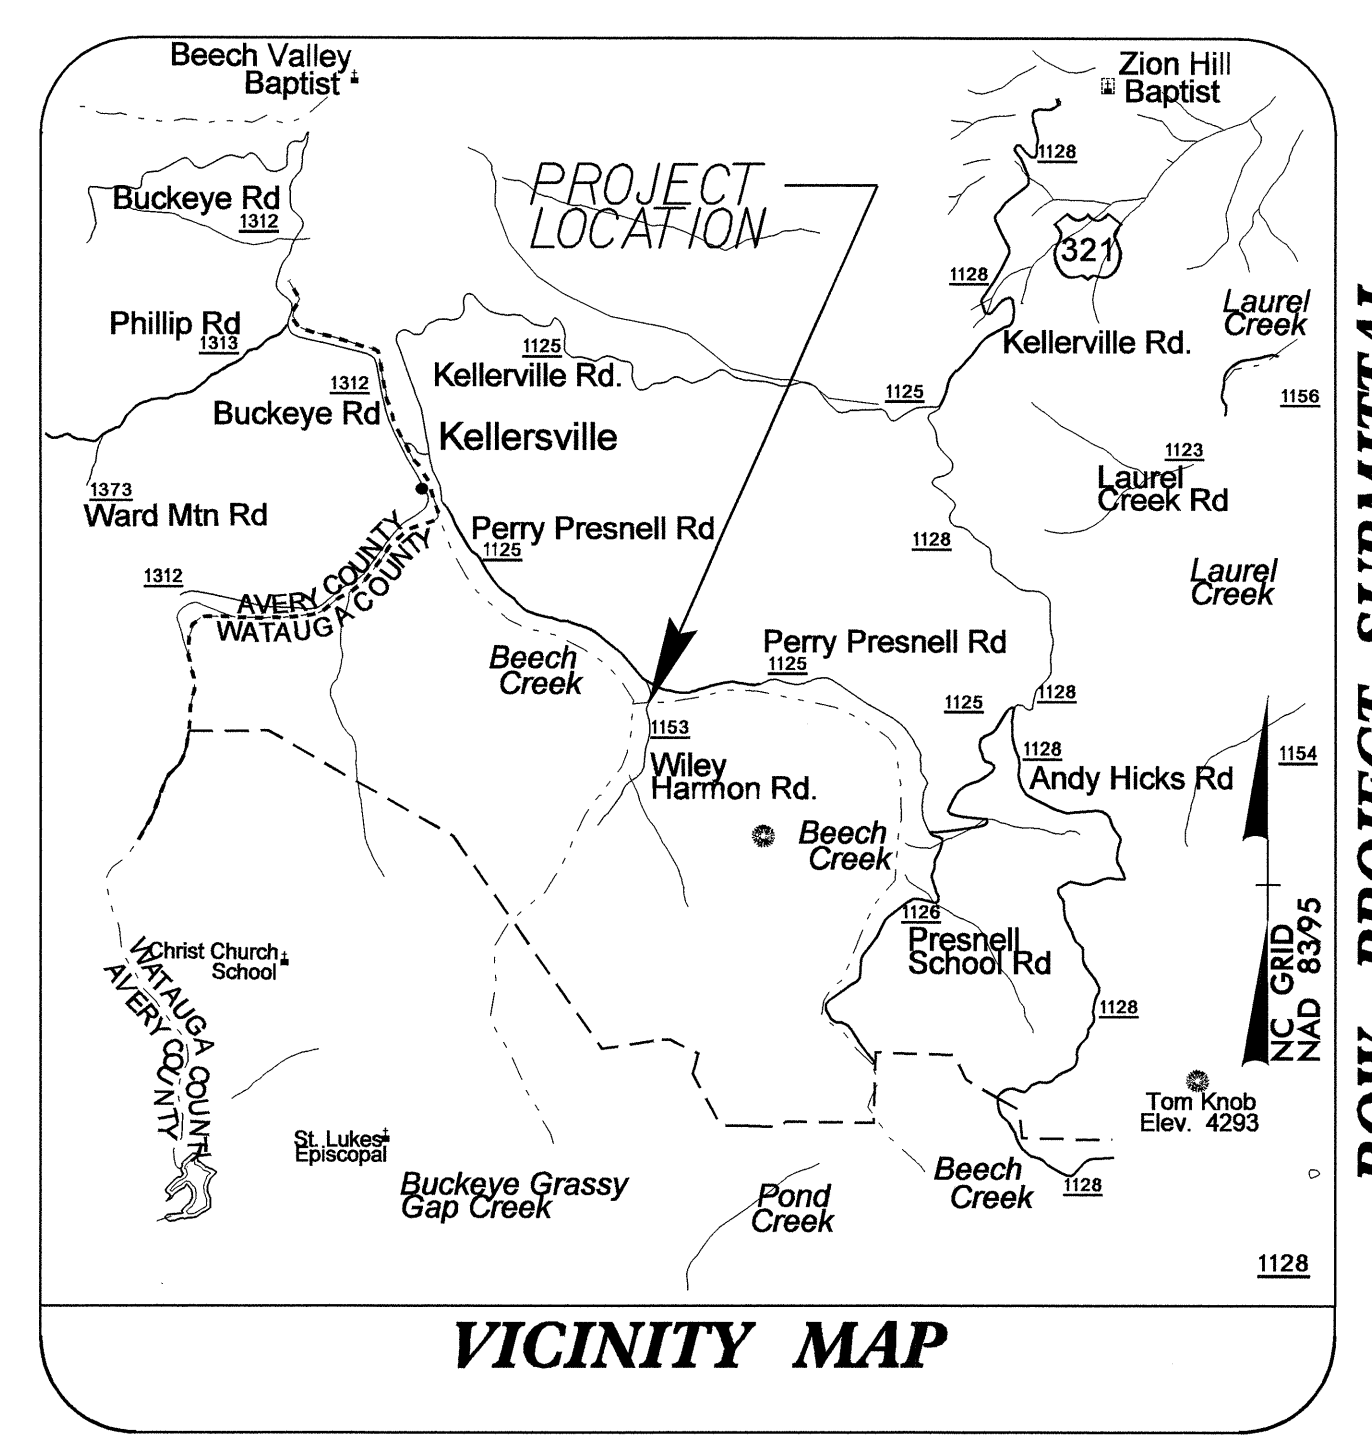 Beech Valley
Baptist
Zion Hill
Baptist
1128
PROJECT
LOCATION
Buckeye Rd
1312
321
1128
Laurel
Creek
Phillip Rd
1313
1125
Kellerville Rd.
Kellerville Rd.
1312
Buckeye Rd
1125
1156
Kellersville
1123
Laurel
Creek Rd
1373
Ward Mtn Rd
Perry Presnell Rd
1125
1128
1312
AVERY COUNTY
WATAUGA COUNTY
Laurel
Creek
Beech
Creek
Perry Presnell Rd
1125
1125
1128
1153
Wiley
Harmon Rd.
1128
Andy Hicks Rd
1154
Beech
Creek
1126
Presnell
School Rd
Christ Church
School
WATAUGA COUNTY
AVERY COUNTY
1128
NC GRID
NAD 83/95
Tom Knob
Elev. 4293
St. Lukes
Episcopal
Buckeye Grassy
Gap Creek
Pond
Creek
Beech
Creek
1128
1128
VICINITY MAP
ROW PROJECT SUBMITTAL